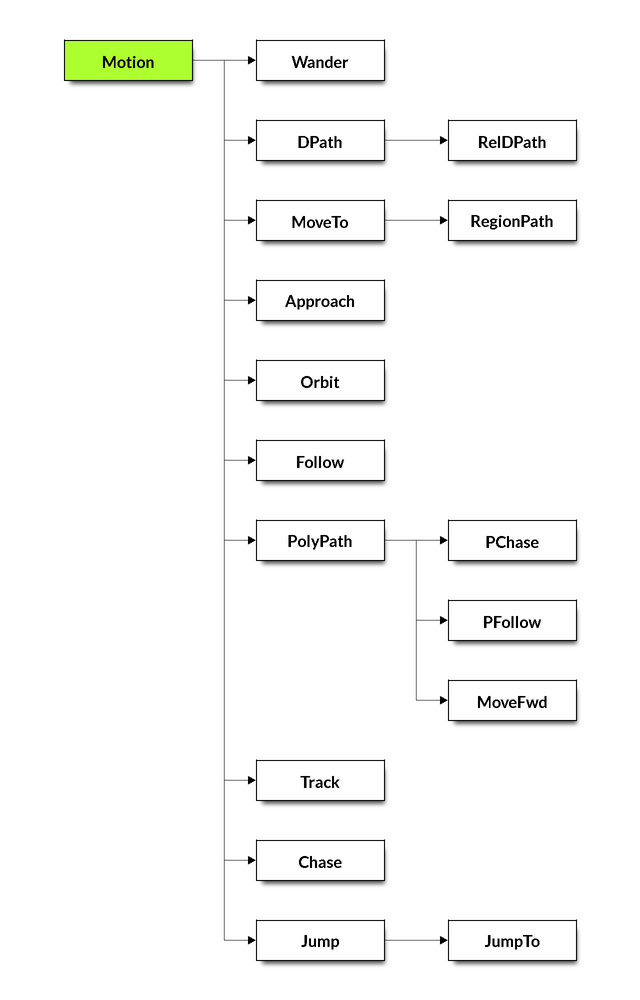 Motion
Wander
DPath
RelDPath
MoveTo
RegionPath
Approach
Orbit
Follow
PolyPath
PChase
PFollow
MoveFwd
Track
Chase
Jump
JumpTo